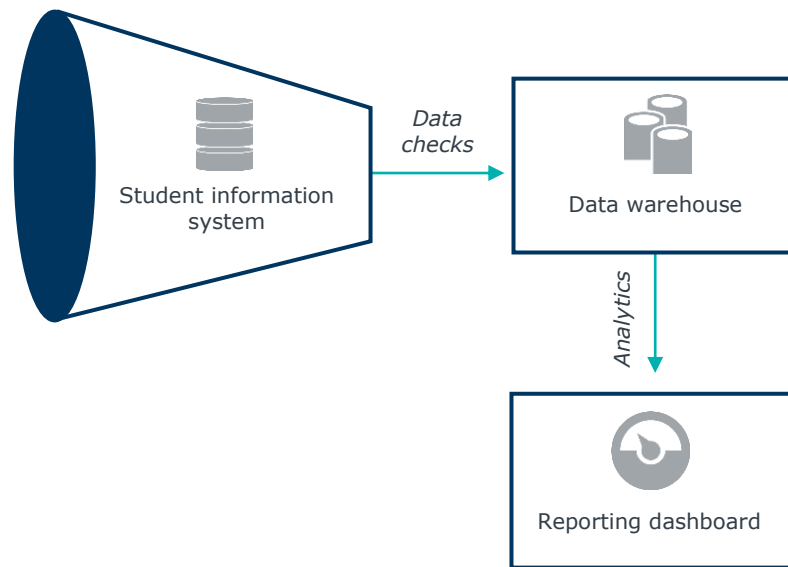 Student information
system
Data
checks
Data warehouse
Analytics
Reporting dashboard